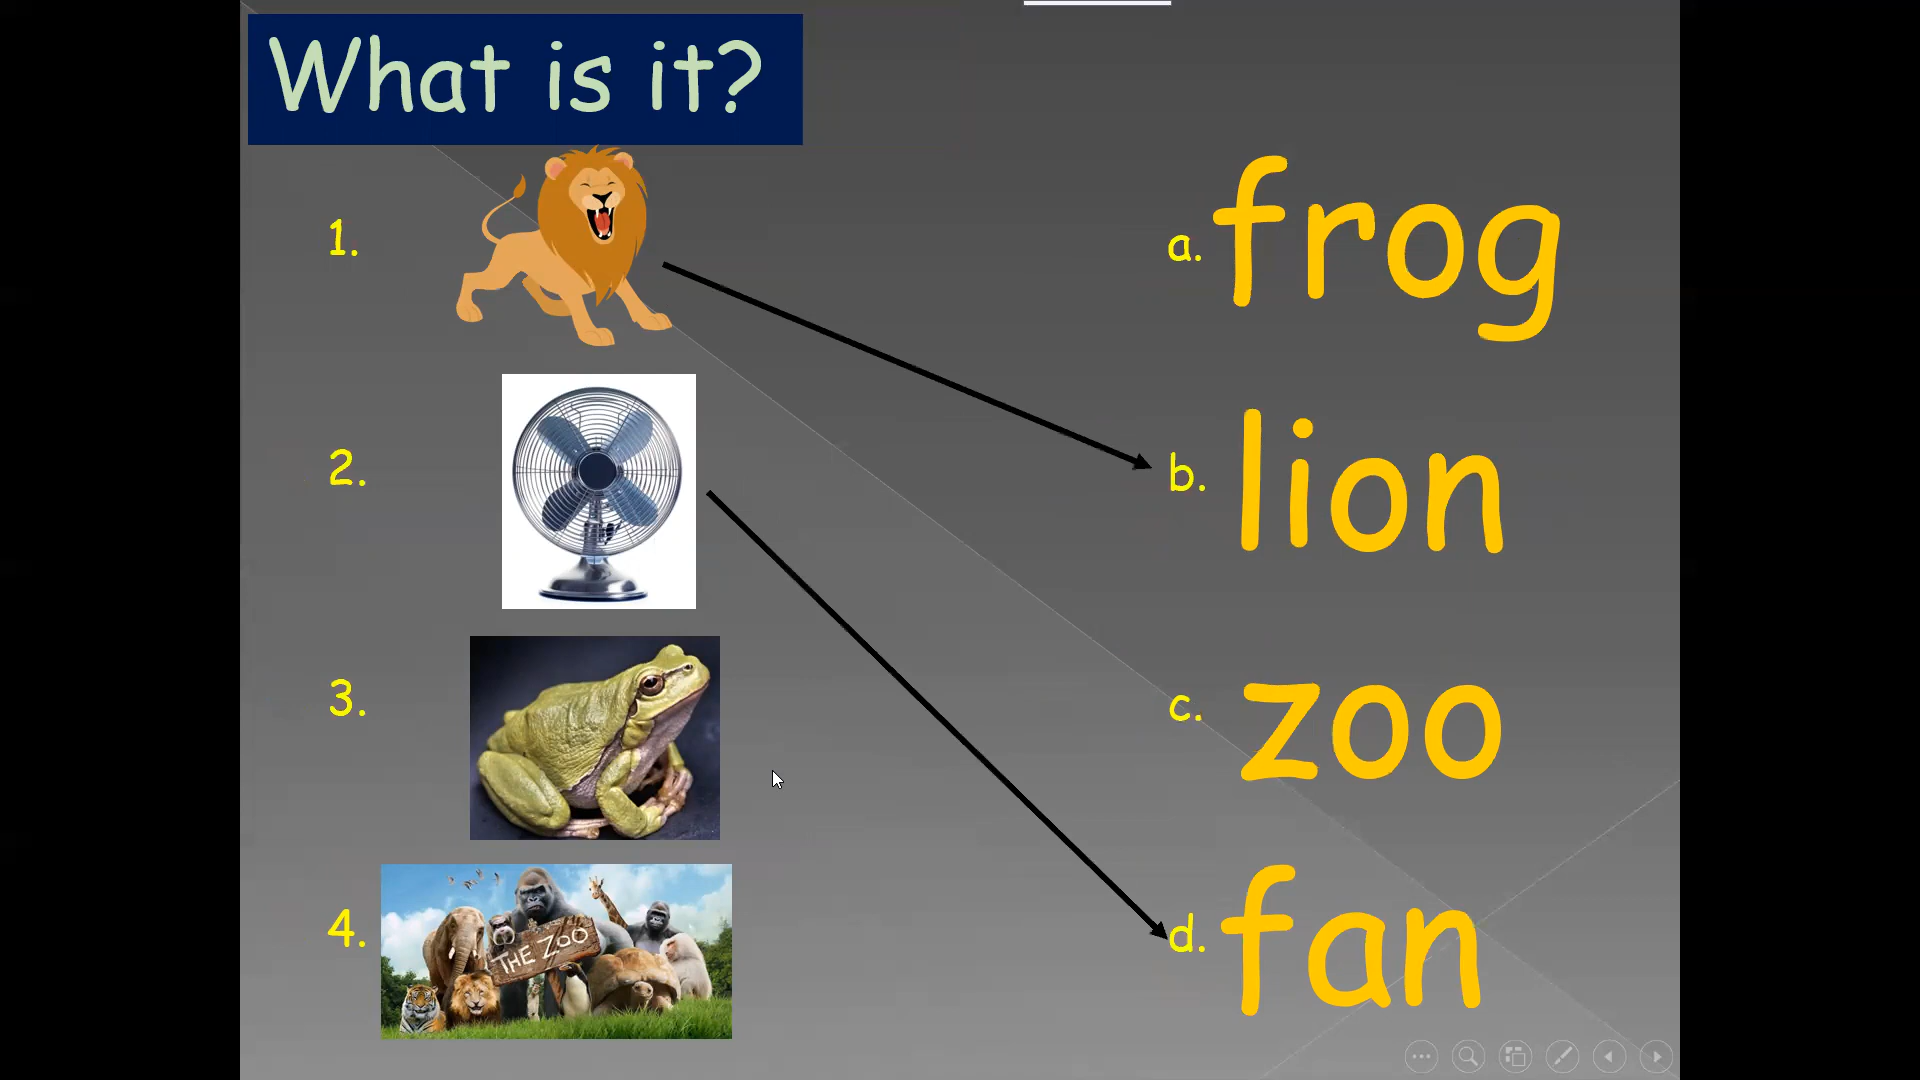 What is it?
1.
a. frog
2.
b. lion
3.
c. zoo
4.
THE ZOO
d. fan